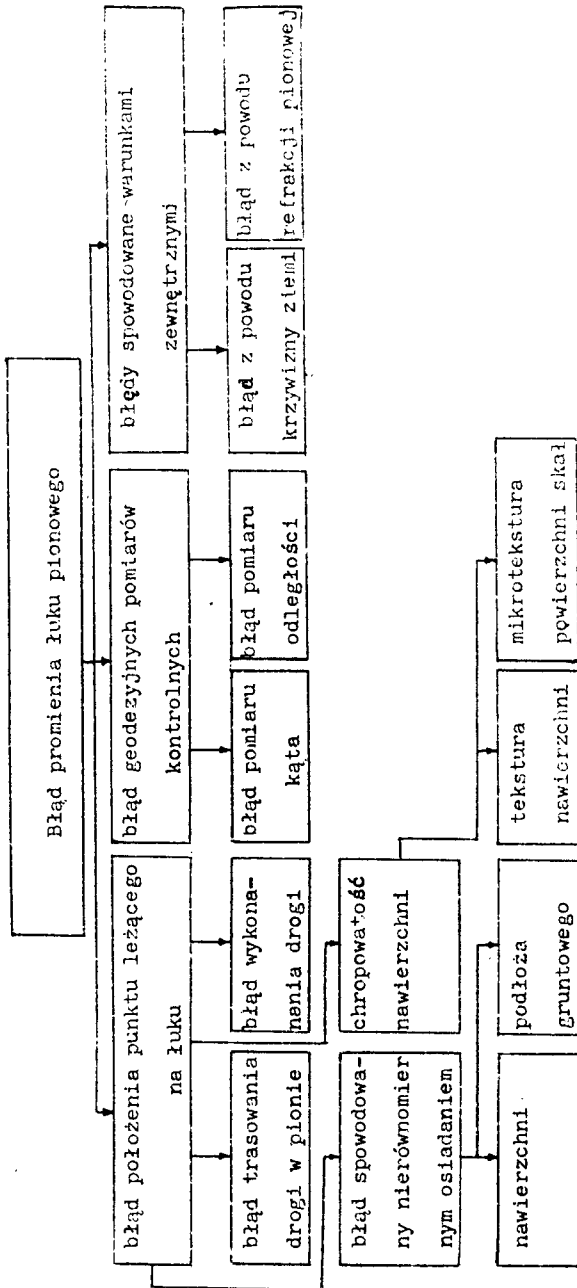 Błąd promienia łuku pionowego
błąd położenia punktu leżącego
na łuku
błąd geodezyjnych pomiarów
kontrolnych
błędy spowodowane warunkami
zewnętrznymi
błąd trasowania
drogi w pionie
błąd wykona-
nania drogi
błąd pomiaru
kąta
błąd pomiaru
odległości
błąd z powodu
krzywizny ziemi
błąd z powodu
refrakcji pionowej
błąd spowodowa-
ny nierównomier
nym osiadaniem
chropowatość
nawierzchni
nawierzchni
podłoża
gruntowego
tekstura
nawierzchni
mikrotekstura
powierzchni skał